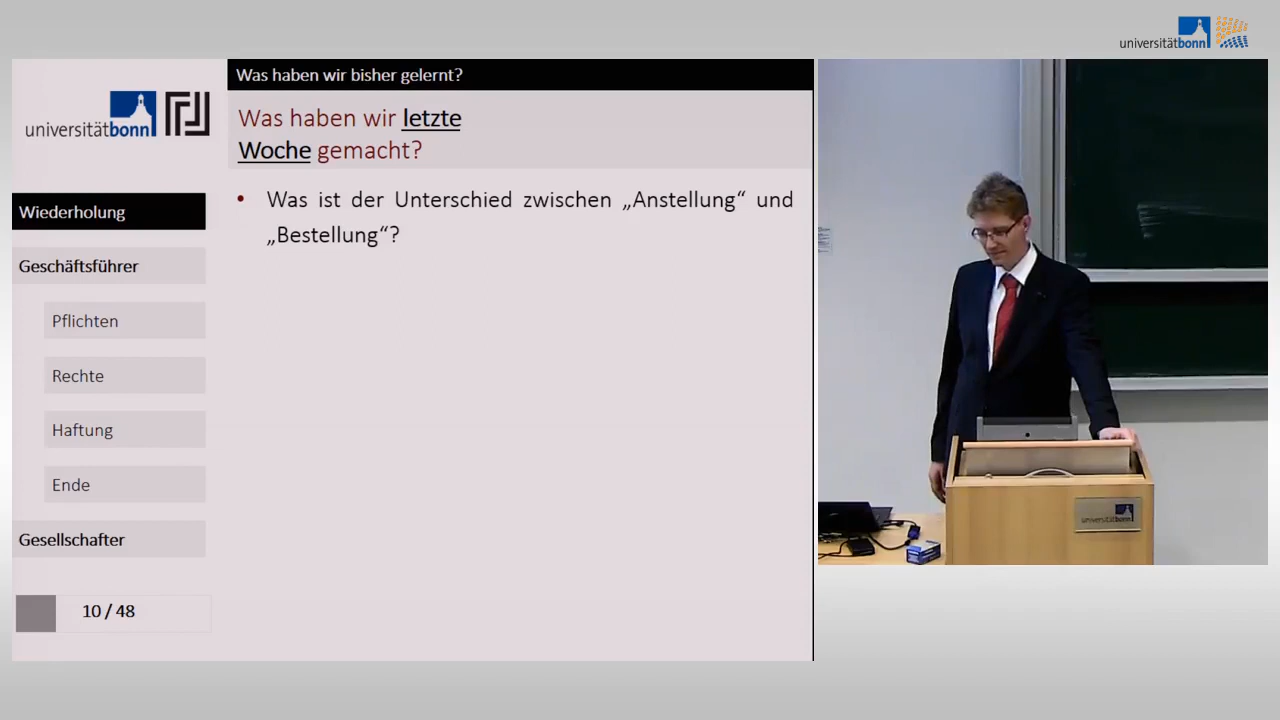 universitätbonn
Was haben wir bisher gelernt?
universitätbonn
Was haben wir letzte
Woche gemacht?
Wiederholung
• Was ist der Unterschied zwischen „Anstellung“ und
„Bestellung“?
Geschäftsführer
Pflichten
Rechte
Haftung
Ende
Gesellschafter
10 / 48
universitätbonn